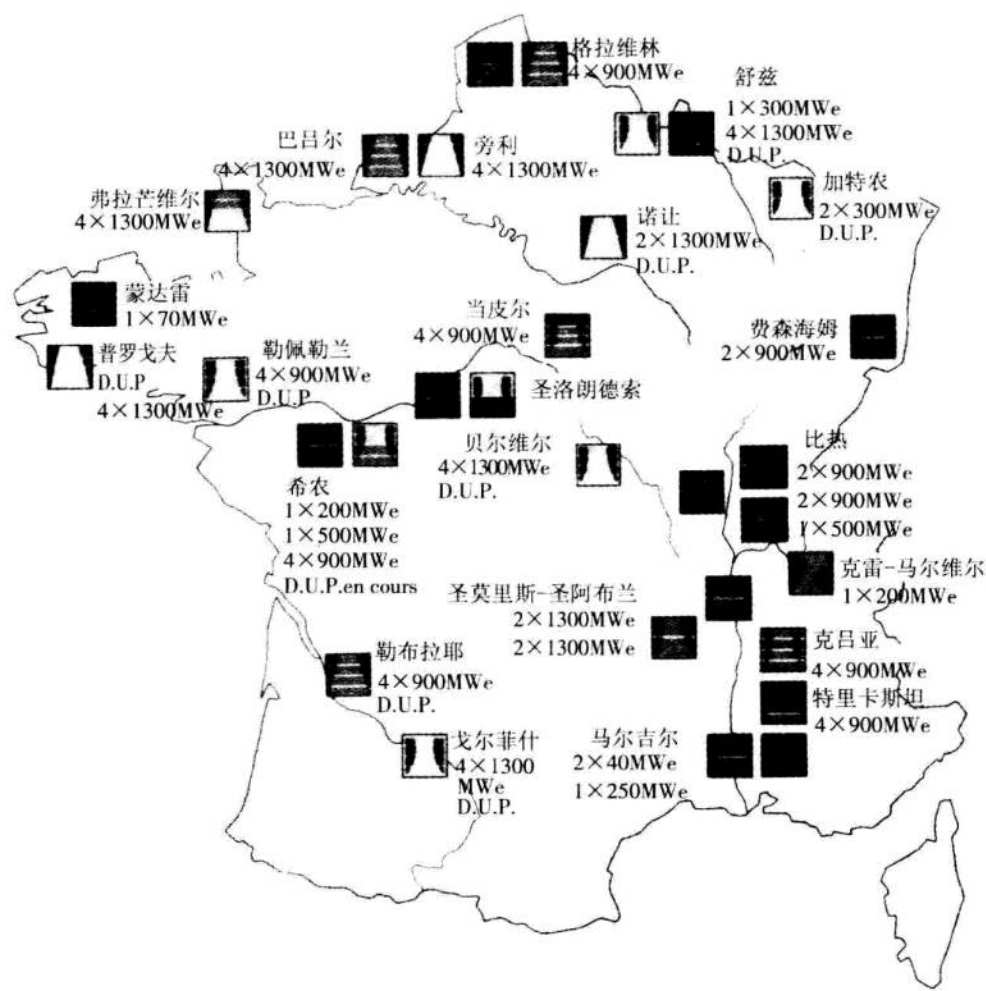 格拉维林
4×900MWe
舒兹
1×300MWe
4×1300MWe
D.U.P.
巴吕尔
4×1300MWe
旁利
4×1300MWe
加特农
2×300MWe
D.U.P.
弗拉芒维尔
4×1300MWe
诺让
2×1300MWe
D.U.P.
蒙达雷
1×70MWe
当皮尔
4×900MWe
费森海姆
2×900MWe
普罗戈夫
D.U.P
4×1300MWe
勒佩勒兰
4×900MWe
D.U.P
圣洛朗德索
贝尔维尔
4×1300MWe
D.U.P.
比热
2×900MWe
2×900MWe
1×500MWe
希农
1×200MWe
1×500MWe
4×900MWe
D.U.P.en cours
克雷-马尔维尔
1×200MWe
圣莫里斯-圣阿布兰
2×1300MWe
2×1300MWe
克吕亚
4×900MWe
勒布拉耶
4×900MWe
D.U.P.
特里卡斯坦
4×900MWe
戈尔菲什
4×1300
MWe
D.U.P.
马尔吉尔
2×40MWe
1×250MWe